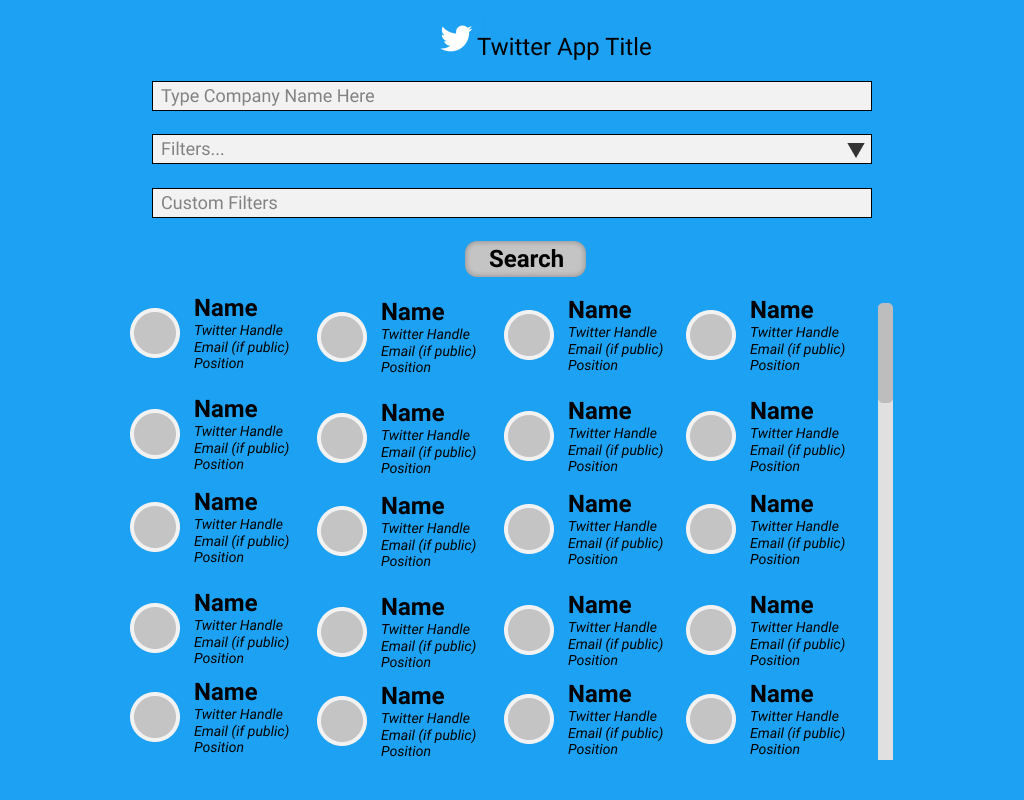 Twitter App Title
Type Company Name Here
Filters...
Custom Filters
Search
Name
Twitter Handle
Email (if public)
Position
Name
Twitter Handle
Email (if public)
Position
Name
Twitter Handle
Email (if public)
Position
Name
Twitter Handle
Email (if public)
Position
Name
Twitter Handle
Email (if public)
Position
Name
Twitter Handle
Email (if public)
Position
Name
Twitter Handle
Email (if public)
Position
Name
Twitter Handle
Email (if public)
Position
Name
Twitter Handle
Email (if public)
Position
Name
Twitter Handle
Email (if public)
Position
Name
Twitter Handle
Email (if public)
Position
Name
Twitter Handle
Email (if public)
Position
Name
Twitter Handle
Email (if public)
Position
Name
Twitter Handle
Email (if public)
Position
Name
Twitter Handle
Email (if public)
Position
Name
Twitter Handle
Email (if public)
Position
Name
Twitter Handle
Email (if public)
Position
Name
Twitter Handle
Email (if public)
Position
Name
Twitter Handle
Email (if public)
Position
Name
Twitter Handle
Email (if public)
Position